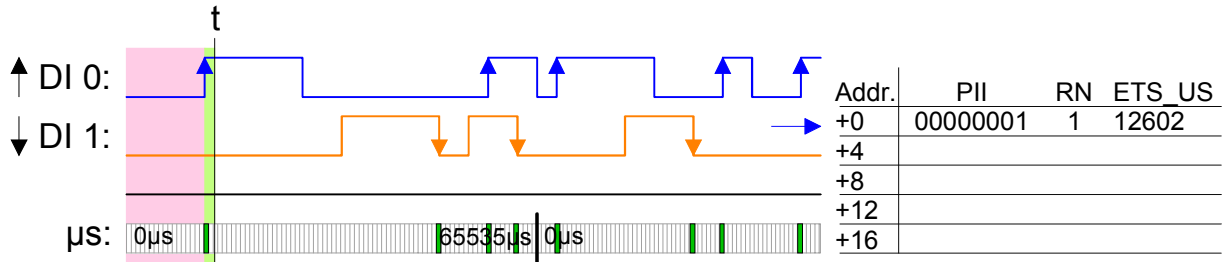 t
DI 0:
DI 1:
µs: 0µs 65535µs 0µs
Addr. PII RN ETS_US
+0 00000001 1 12602
+4
+8
+12
+16